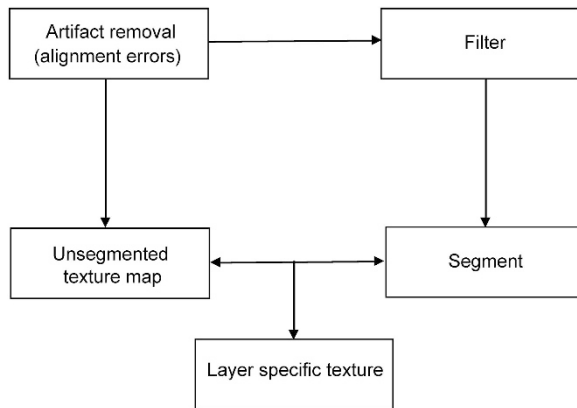 Artifact removal
(alignment errors)
Filter
Unsegmented
texture map
Segment
Layer specific texture